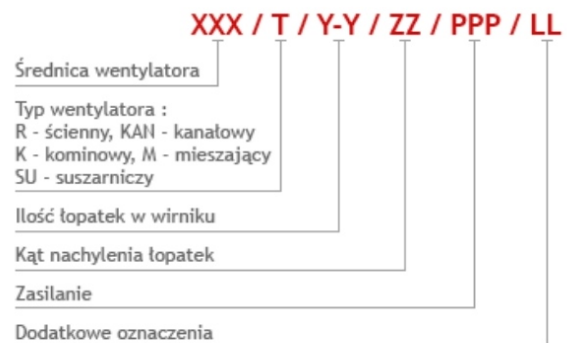 XXX / T / Y-Y / ZZ / PPP / LL
Średnica wentylatora
Typ wentylatora :
R - ścienny, KAN - kanałowy
K - kominowy, M - mieszający
SU - suszarniczy
Ilość łopatek w wirniku
Kąt nachylenia łopatek
Zasilanie
Dodatkowe oznaczenia